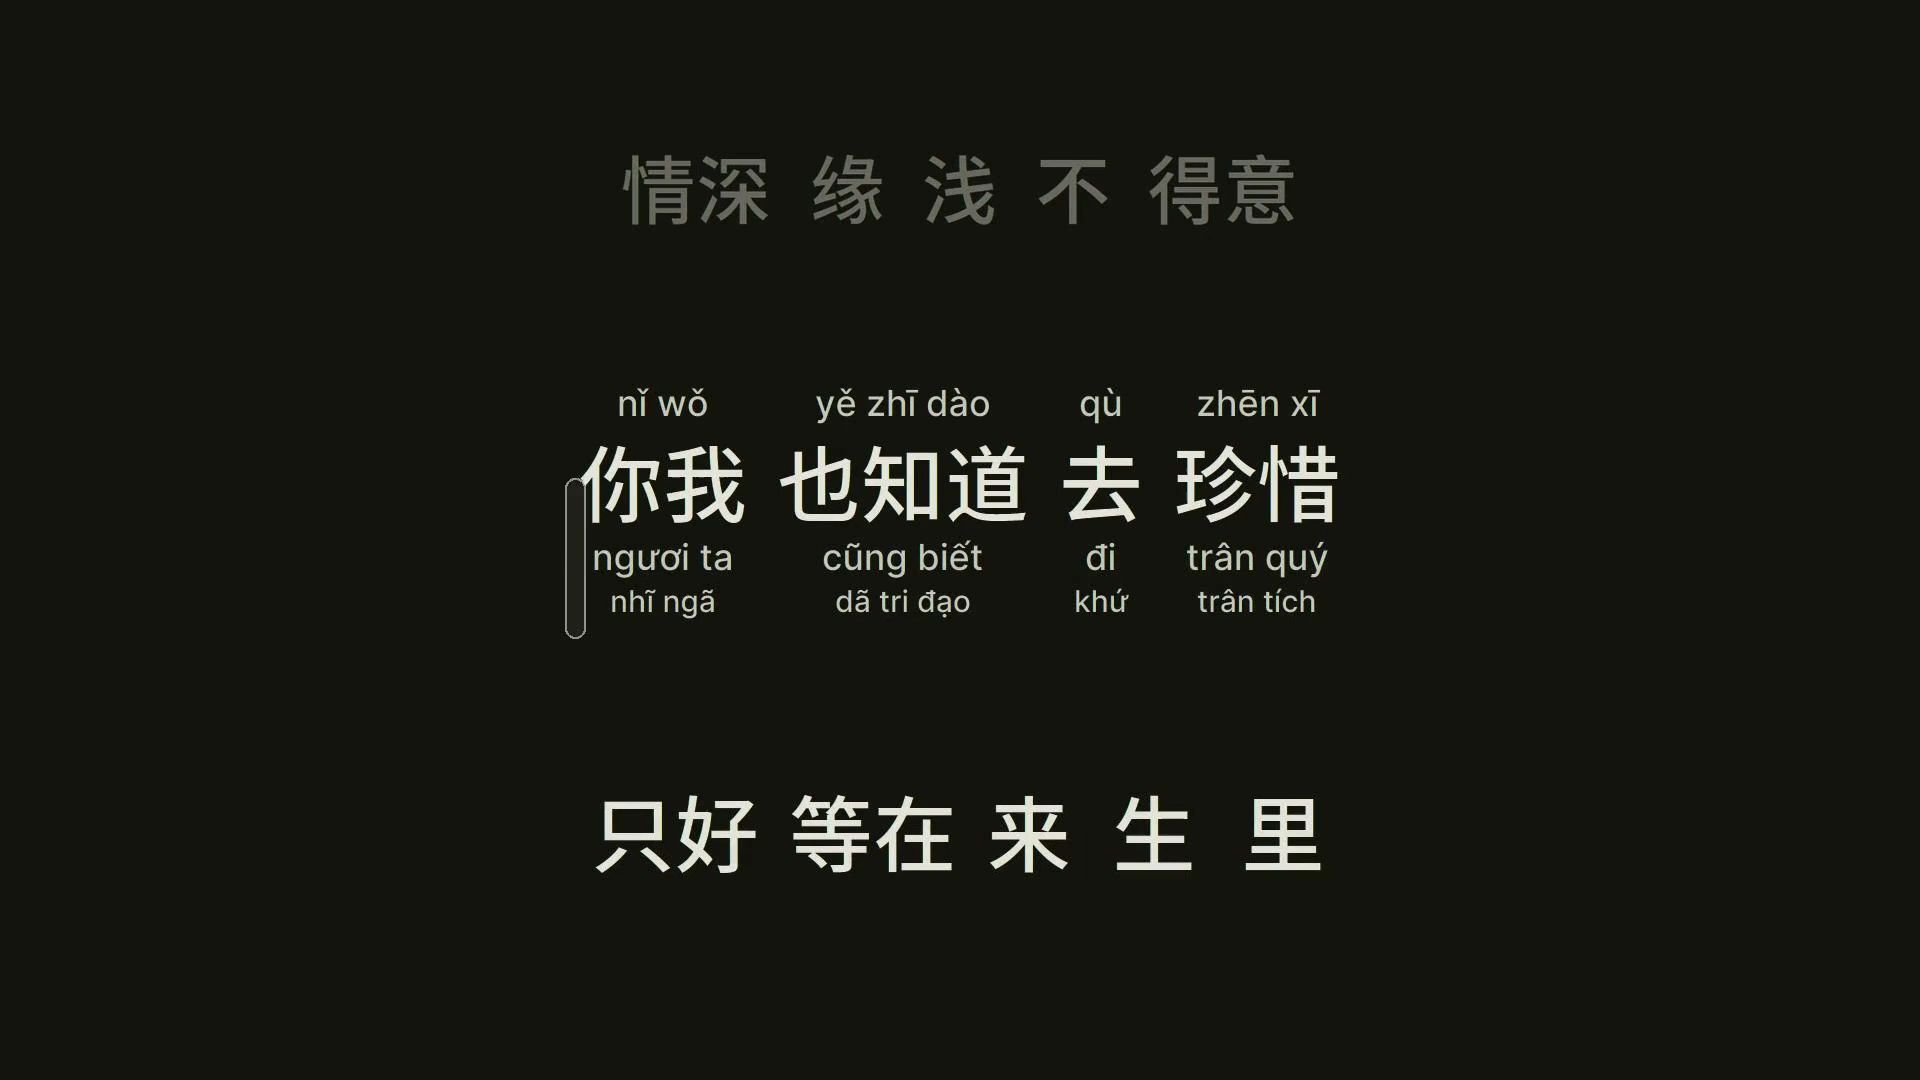 情深 缘 浅 不 得意
nǐ wǒ yě zhī dào qù zhēn xī
你我 也知道 去 珍惜
ngươi ta cũng biết đi trân quý
nhĩ ngã dã tri đạo khứ trân tích
只好 等在 来 生 里